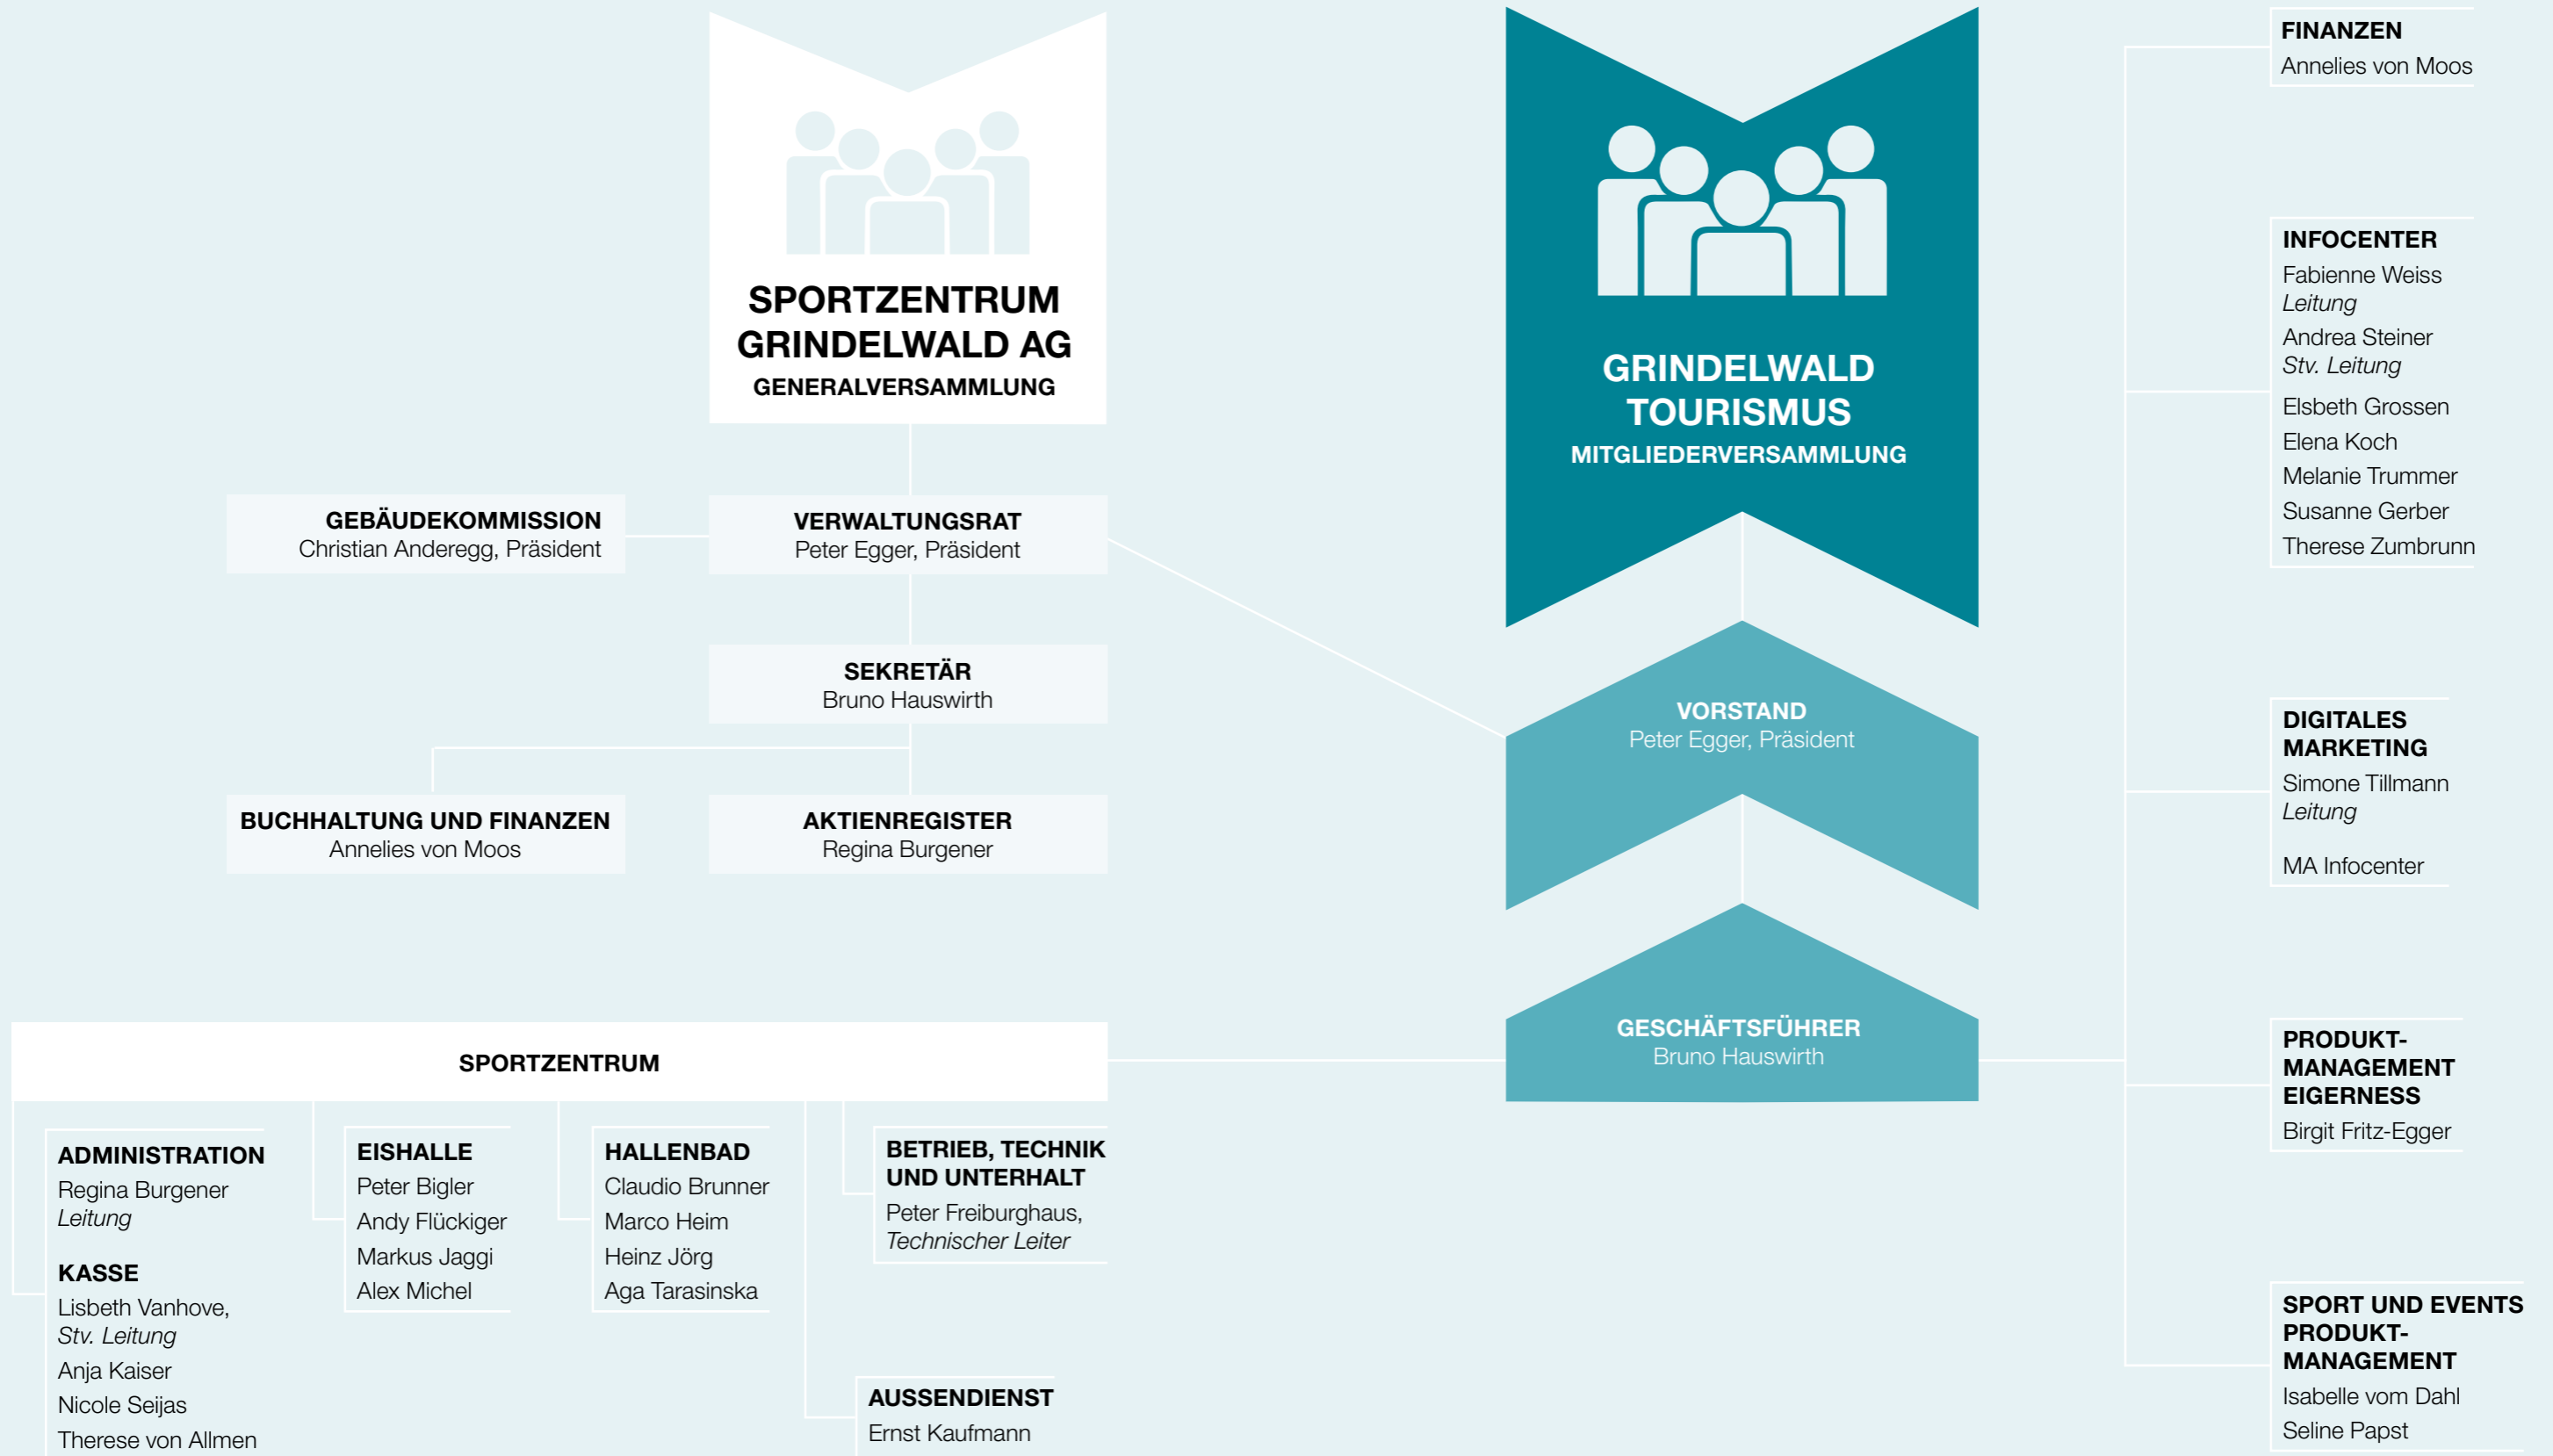 SPORTZENTRUM
GRINDELWALD AG
GENERALVERSAMMLUNG
GEBÄUDEKOMMISSION
Christian Anderegg, Präsident
VERWALTUNGSRAT
Peter Egger, Präsident
SEKRETÄR
Bruno Hauswirth
BUCHHALTUNG UND FINANZEN
Annelies von Moos
AKTIENREGISTER
Regina Burgener
GRINDELWALD
TOURISMUS
MITGLIEDERVERSAMMLUNG
VORSTAND
Peter Egger, Präsident
GESCHÄFTSFÜHRER
Bruno Hauswirth
SPORTZENTRUM
ADMINISTRATION
Regina Burgener
Leitung
KASSE
Lisbeth Vanhove,
Stv. Leitung
Anja Kaiser
Nicole Seijas
Therese von Allmen
EISHALLE
Peter Bigler
Andy Flückiger
Markus Jaggi
Alex Michel
HALLENBAD
Claudio Brunner
Marco Heim
Heinz Jörg
Aga Tarasinska
BETRIEB, TECHNIK
UND UNTERHALT
Peter Freiburghaus,
Technischer Leiter
AUSSENDIENST
Ernst Kaufmann
FINANZEN
Annelies von Moos
INFOCENTER
Fabienne Weiss
Leitung
Andrea Steiner
Stv. Leitung
Elsbeth Grossen
Elena Koch
Melanie Trummer
Susanne Gerber
Therese Zumbrunn
DIGITALES
MARKETING
Simone Tillmann
Leitung
MA Infocenter
PRODUKT-
MANAGEMENT
EIGERNESS
Birgit Fritz-Egger
SPORT UND EVENTS
PRODUKT-
MANAGEMENT
Isabelle vom Dahl
Seline Papst